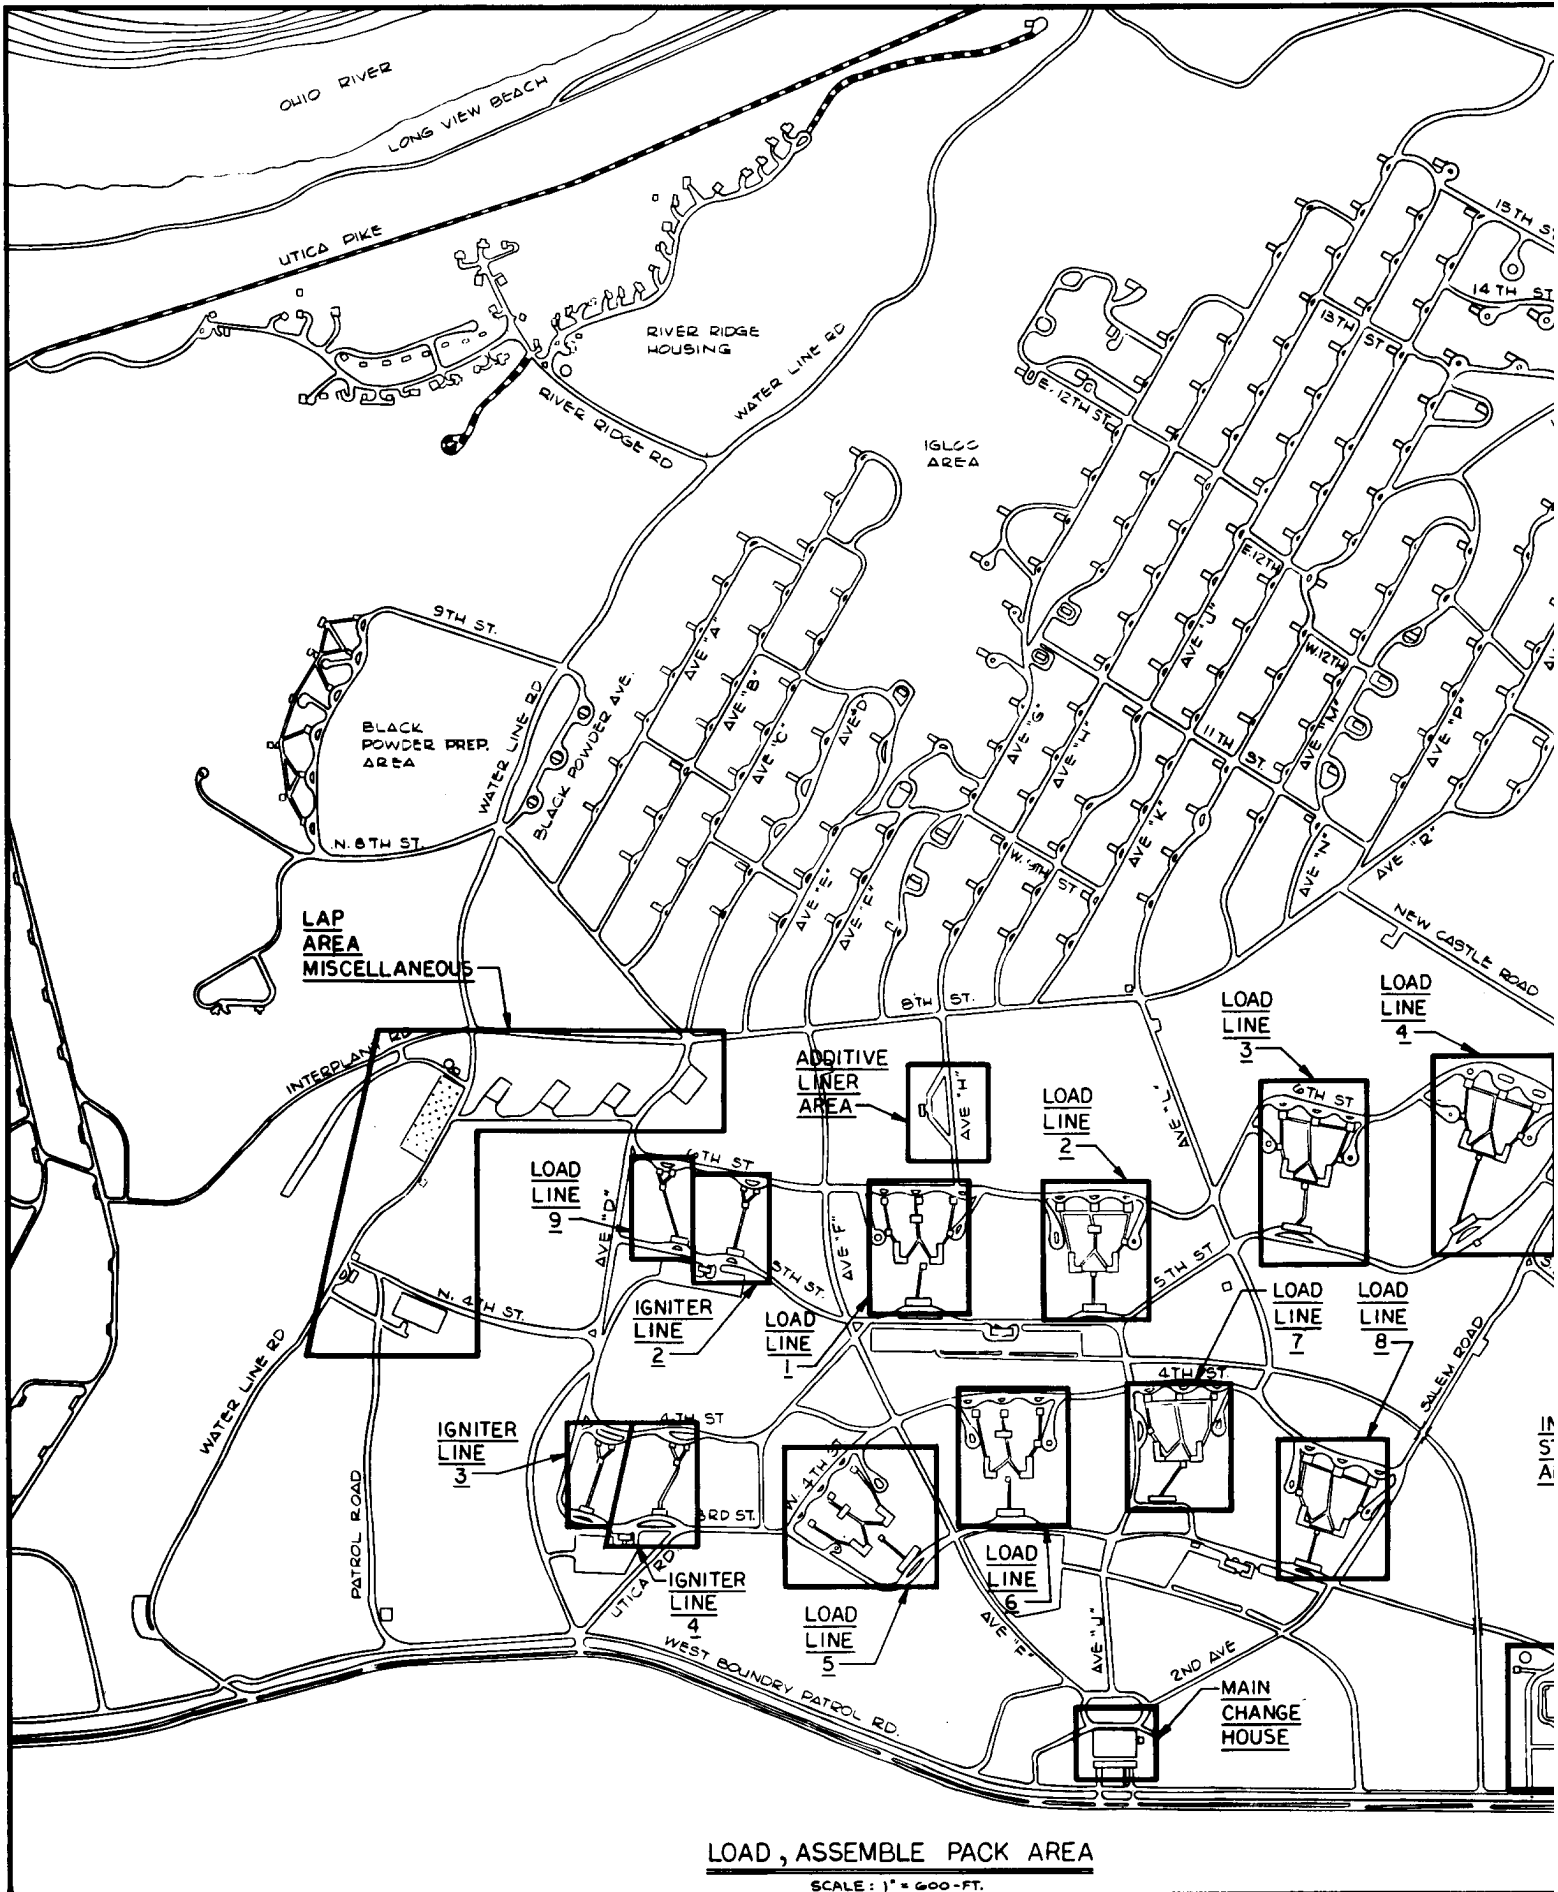 OHIO RIVER
LONG VIEW BEACH
UTICA PIKE
RIVER RIDGE
HOUSING
WATER LINE RD
RIVER RIDGE RD
15TH ST
14TH ST
13TH
ST
E. 12TH ST
IGLOO
AREA
E. 12TH
W. 12TH
9TH ST.
AVE "A"
AVE "B"
AVE "C"
AVE "D"
AVE "G"
AVE "H"
AVE "J"
11TH
ST.
AVE "M"
AVE "P"
BLACK
POWDER PREP.
AREA
WATER LINE RD
BLACK POWDER AVE.
N. 8TH ST.
AVE "E"
AVE "F"
W. 9TH
ST
AVE "K"
AVE "N"
AVE "R"
NEW CASTLE ROAD
LAP
AREA
MISCELLANEOUS
8TH ST.
LOAD
LINE
3
LOAD
LINE
4
INTERPLANT RD
ADDITIVE
LINER
AREA
AVE "H"
LOAD
LINE
2
AVE "L"
6TH ST
6TH ST
LOAD
LINE
9
AVE "D"
AVE "F"
5TH ST.
5TH ST
N. 4TH ST.
IGNITER
LINE
2
LOAD
LINE
1
LOAD
LINE
7
LOAD
LINE
8
SALEM ROAD
WATER LINE RD
4TH ST.
4TH ST
IGNITER
LINE
3
W. 4TH ST
3RD ST.
PATROL ROAD
UTICA RD.
IGNITER
LINE
4
LOAD
LINE
5
LOAD
LINE
6
AVE "F"
AVE "J"
2ND AVE
WEST BOUNDRY PATROL RD.
MAIN
CHANGE
HOUSE
IN
ST
A
LOAD, ASSEMBLE PACK AREA
SCALE: 1" = 600-FT.